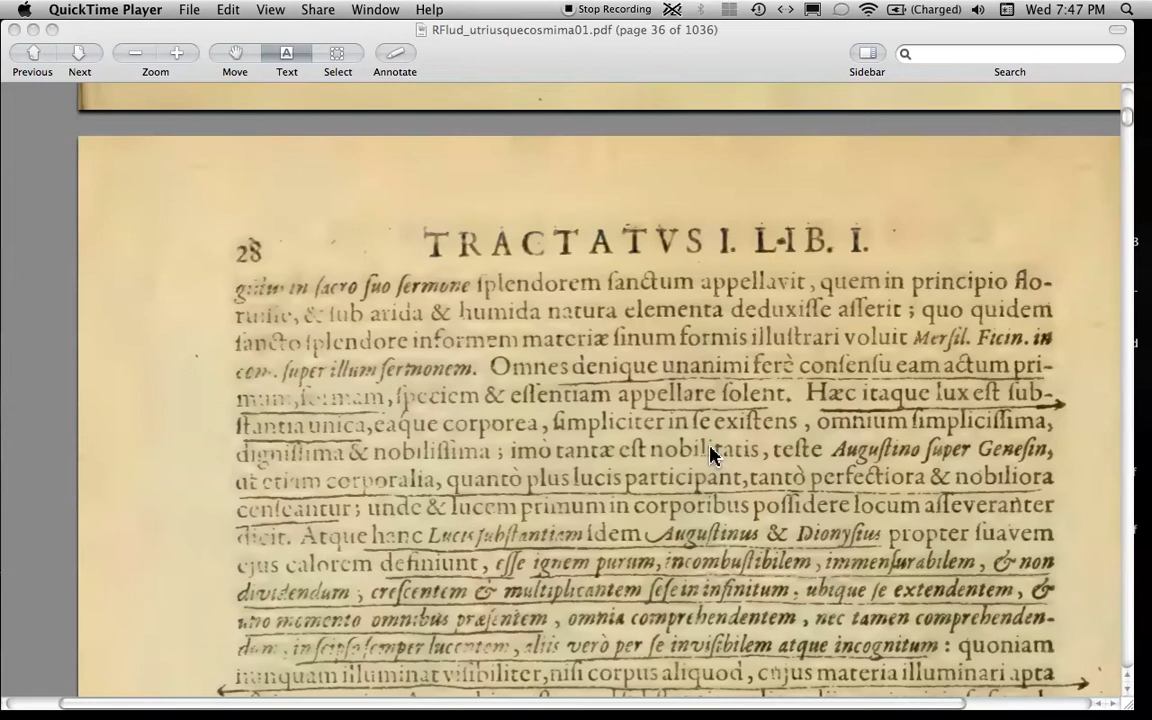 QuickTime Player File Edit View Share Window Help Stop Recording (Charged) Wed 7:47 PM
RFlud_utriusquecosmima01.pdf (page 36 of 1036)
Previous Next Zoom Move Text Select Annotate Sidebar Search
28 TRACTATVS I. LIB. I.
in ſacro ſuo ſermone ſplendorem ſanctum appellavit, quem in principio flo-
& ſub arida & humida natura elementa deduxiſſe aſſerit ; quo quidem
ſancto ſplendore informem materiæ ſinum formis illuſtrari voluit Merſil. Ficin. in
com. ſuper illum ſermonem. Omnes denique unanimi ferè conſenſu eam actum pri-
mum, formam, ſpeciem & eſſentiam appellare ſolent. Hæc itaque lux eſt ſub-
ſtantia unica, eaque corporea, ſimpliciter in ſe exiſtens, omnium ſimpliciſſima,
digniſſima & nobiliſſima ; imò tantæ eſt nobilitatis, teſte Auguſtino ſuper Geneſin,
ut etiam corporalia, quantò plus lucis participant, tantò perfectiora & nobiliora
cenſeantur ; unde & lucem primum in corporibus poſſidere locum aſſeveranter
dicit. Atque hanc Lucis ſubſtantiam idem Auguſtinus & Dionyſius propter ſuavem
ejus calorem definiunt, eſſe ignem purum, incombuſtibilem, immenſurabilem, & non
dividendum, creſcentem & multiplicantem ſeſe in infinitum, ubique ſe extendentem, &
uno momento omnibus præſentem, omnia comprehendentem, nec tamen comprehenden-
dum, in ſeipſo ſemper lucentem, aliis verò per ſe inviſibilem atque incognitum : quoniam
nunquam illuminat viſibiliter, niſi corpus aliquod, cujus materia illuminari apta